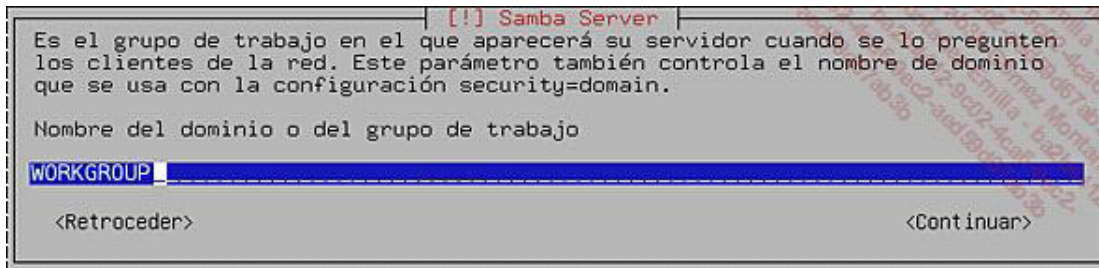 [!] Samba Server
Es el grupo de trabajo en el que aparecerá su servidor cuando se lo pregunten
los clientes de la red. Este parámetro también controla el nombre de dominio
que se usa con la configuración security=domain.
Nombre del dominio o del grupo de trabajo
WORKGROUP
<Retroceder> <Continuar>